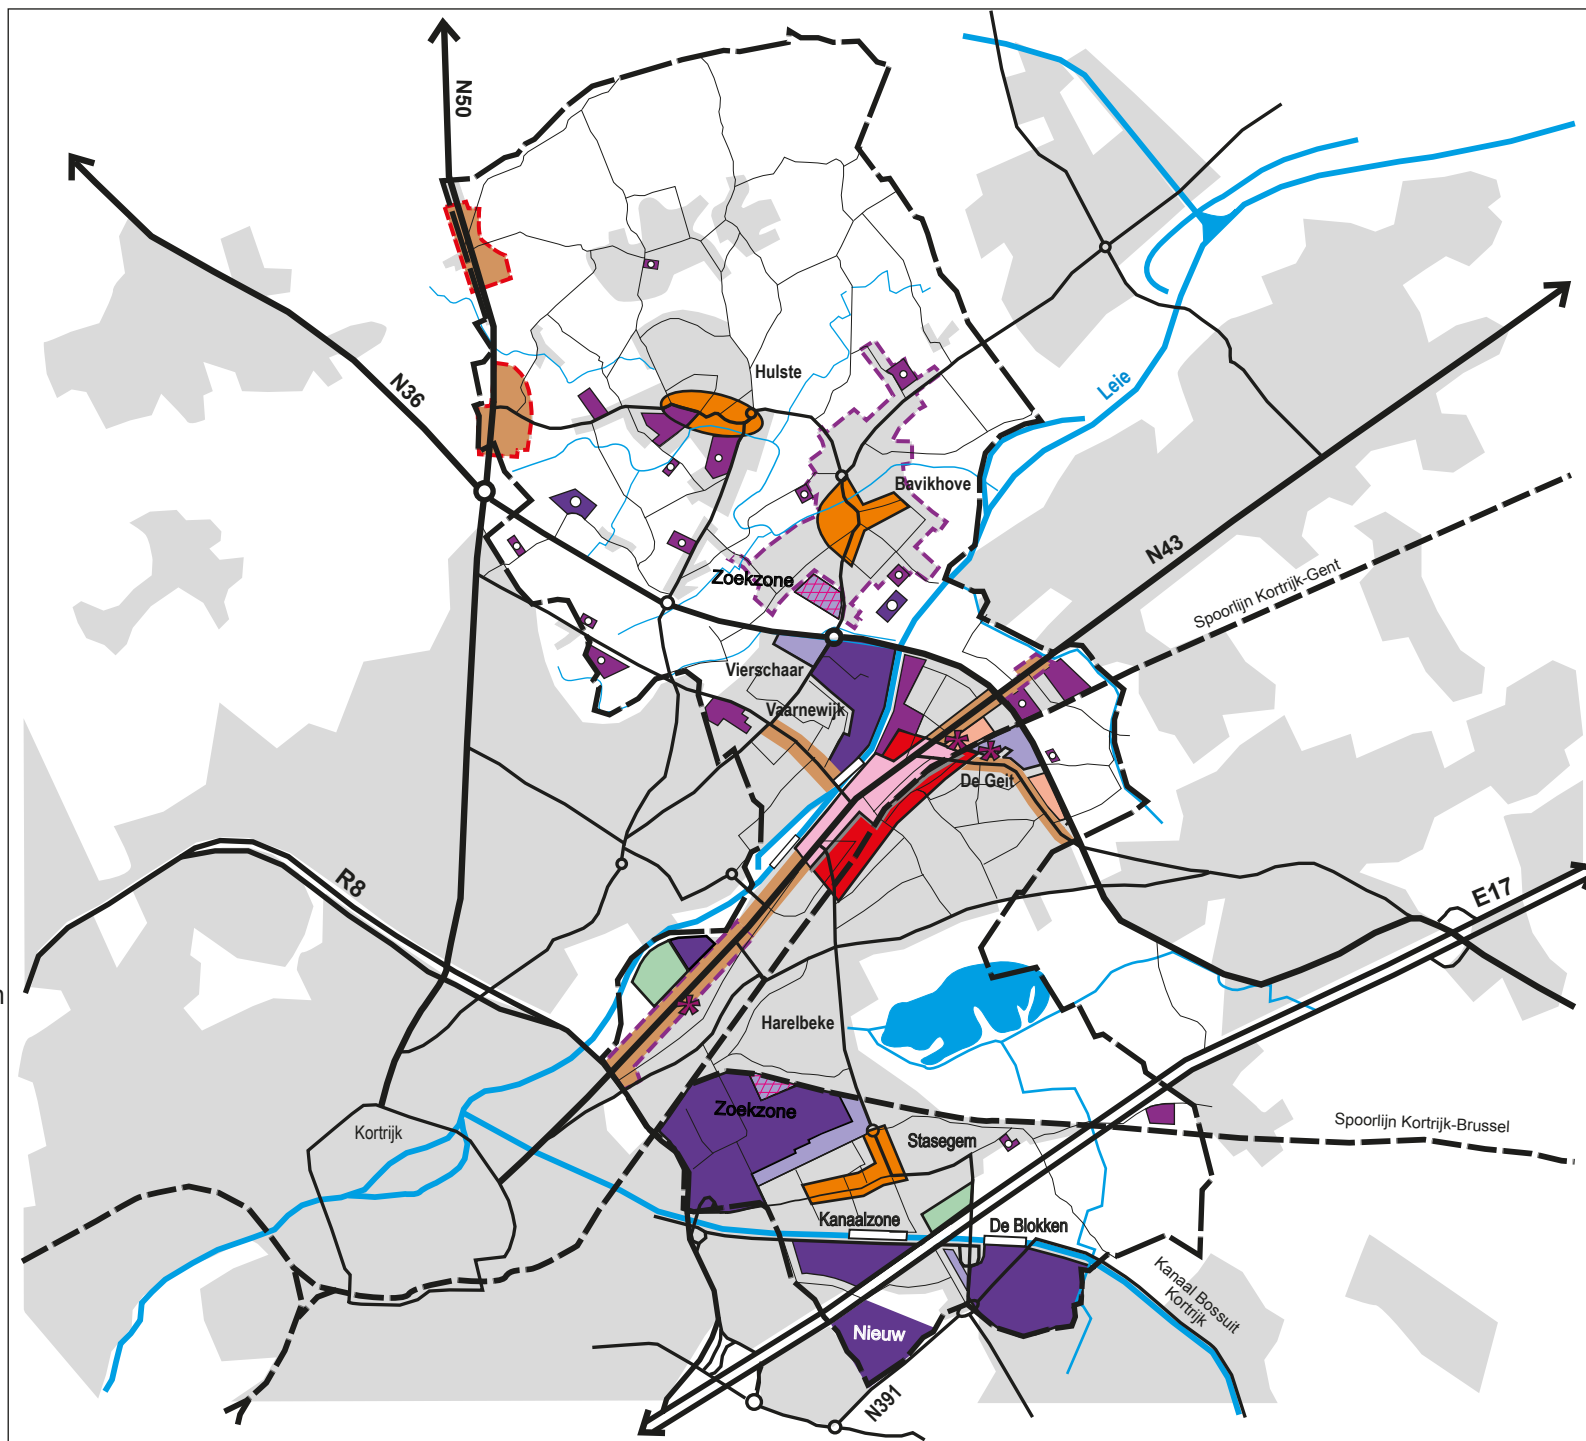 N50
N36
Hulste
Leie
Bavikhove
N43
Spoorlijn Kortrijk-Gent
Zoekzone
Vierschaar
Vaarnewijk
De Geit
R8
E17
n
Harelbeke
Zoekzone
Kortrijk
Stasegem
Spoorlijn Kortrijk-Brussel
Kanaalzone
De Blokken
Kanaal Bossuit
Kortrijk
Nieuw
N391